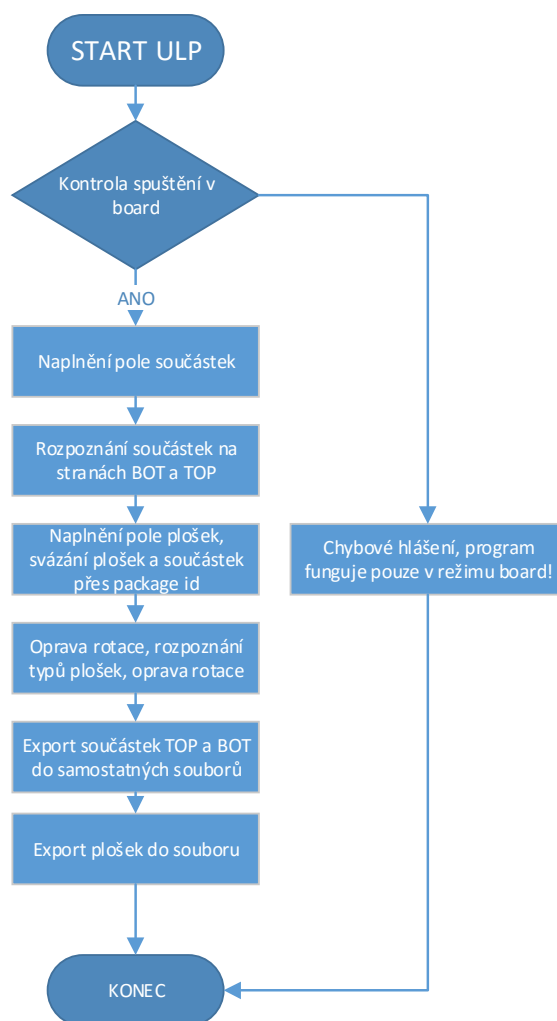 START ULP
Kontrola spuštění v
board
ANO
Naplnění pole součástek
Rozpoznání součástek na
stranách BOT a TOP
Naplnění pole plošek,
svázání plošek a součástek
přes package id
Chybové hlášení, program
funguje pouze v režimu board!
Oprava rotace, rozpoznání
typů plošek, oprava rotace
Export součástek TOP a BOT
do samostatných souborů
Export plošek do souboru
KONEC